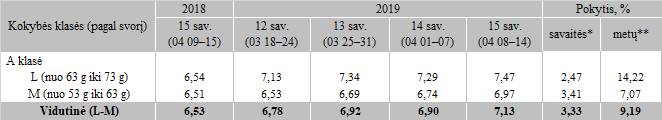 Kokybės klasės (pagal svorį) 2018 2019 Pokytis, %
15 sav. (04 09–15) 12 sav. (03 18–24) 13 sav. (03 25–31) 14 sav. (04 01–07) 15 sav. (04 08–14) savaitės* metų**
A klasė
L (nuo 63 g iki 73 g) 6,54 7,13 7,34 7,29 7,47 2,47 14,22
M (nuo 53 g iki 63 g) 6,51 6,53 6,69 6,74 6,97 3,41 7,07
Vidutinė (L-M) 6,53 6,78 6,92 6,90 7,13 3,33 9,19